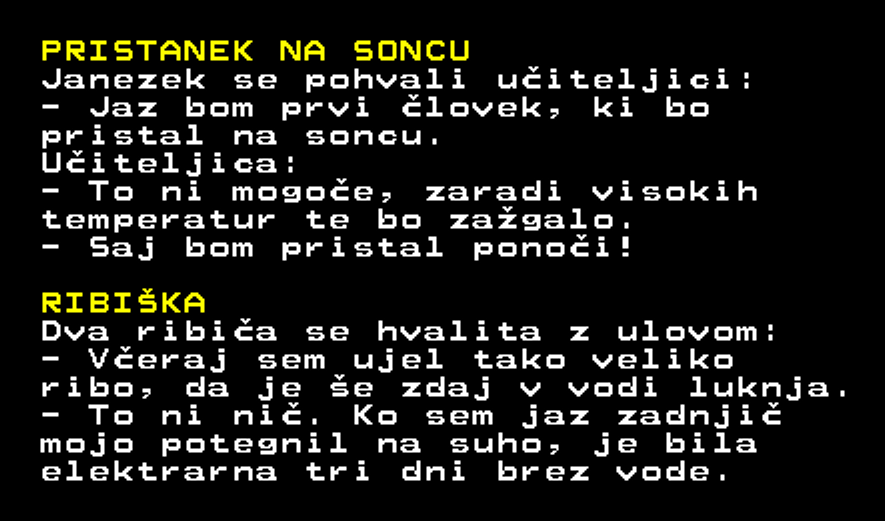 PRISTANEK NA SONCU
Janezek se pohvali učiteljici:
- Jaz bom prvi človek, ki bo
pristal na soncu.
Učiteljica:
- To ni mogoče, zaradi visokih
temperatur te bo zažgalo.
- Saj bom pristal ponoči!
RIBIŠKA
Dva ribiča se hvalita z ulovom:
- Včeraj sem ujel tako veliko
ribo, da je še zdaj v vodi luknja.
- To ni nič. Ko sem jaz zadnjič
mojo potegnil na suho, je bila
elektrarna tri dni brez vode.